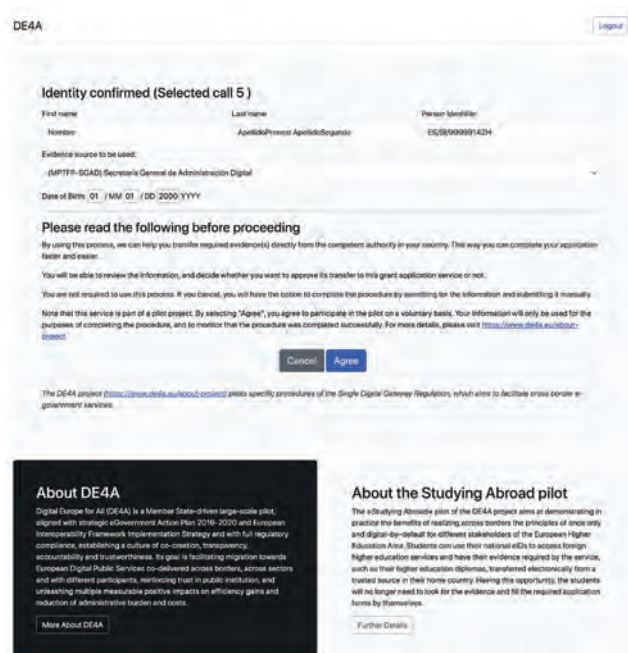 DE4A
Logout
Identity confirmed (Selected call 5 )
First name Last name Person Identifier
Nombre ApellidoPrimero ApellidoSegundo ES/SI/99999142H
Evidence source to be used:
(MPTFP-SGAD) Secretaría General de Administración Digital
Date of Birth: 01 / MM 01 / DD 2000 YYYY
Please read the following before proceeding
By using this process, we can help you transfer required evidence(s) directly from the competent authority in your country. This way you can complete your application
faster and easier.
You will be able to review the information, and decide whether you want to approve its transfer to this grant application service or not.
You are not required to use this process. If you cancel, you will have the option to complete the procedure by searching for the information and submitting it manually.
Note that this service is part of a pilot project. By selecting "Agree", you agree to participate in the pilot on a voluntary basis. Your information will only be used for the
purposes of completing the procedure, and to monitor that the procedure was completed successfully. For more details, please visit https://www.de4a.eu/about-
project.
Cancel Agree
The DE4A project (https://www.de4a.eu/about-project) pilots specific procedures of the Single Digital Gateway Regulation, which aims to facilitate cross border e-
government services.
About DE4A
Digital Europe for All (DE4A) is a Member State-driven large-scale pilot,
aligned with strategic eGovernment Action Plan 2016-2020 and European
Interoperability Framework Implementation Strategy and with full regulatory
compliance, establishing a culture of co-creation, transparency,
accountability and trustworthiness. Its goal is facilitating migration towards
European Digital Public Services co-delivered across borders, across sectors
and with different participants, reinforcing trust in public institution, and
unleashing multiple measurable positive impacts on efficiency gains and
reduction of administrative burden and costs.
More About DE4A
About the Studying Abroad pilot
The «Studying Abroad» pilot of the DE4A project aims at demonstrating in
practice the benefits of realizing across borders the principles of once only
and digital-by-default for different stakeholders of the European Higher
Education Area. Students can use their national eIDs to access foreign
higher education services and have their evidence required by the service,
such as their higher education diplomas, transferred electronically from a
trusted source in their home country. Having this opportunity, the students
will no longer need to look for the evidence and fill the required application
forms by themselves.
Further Details